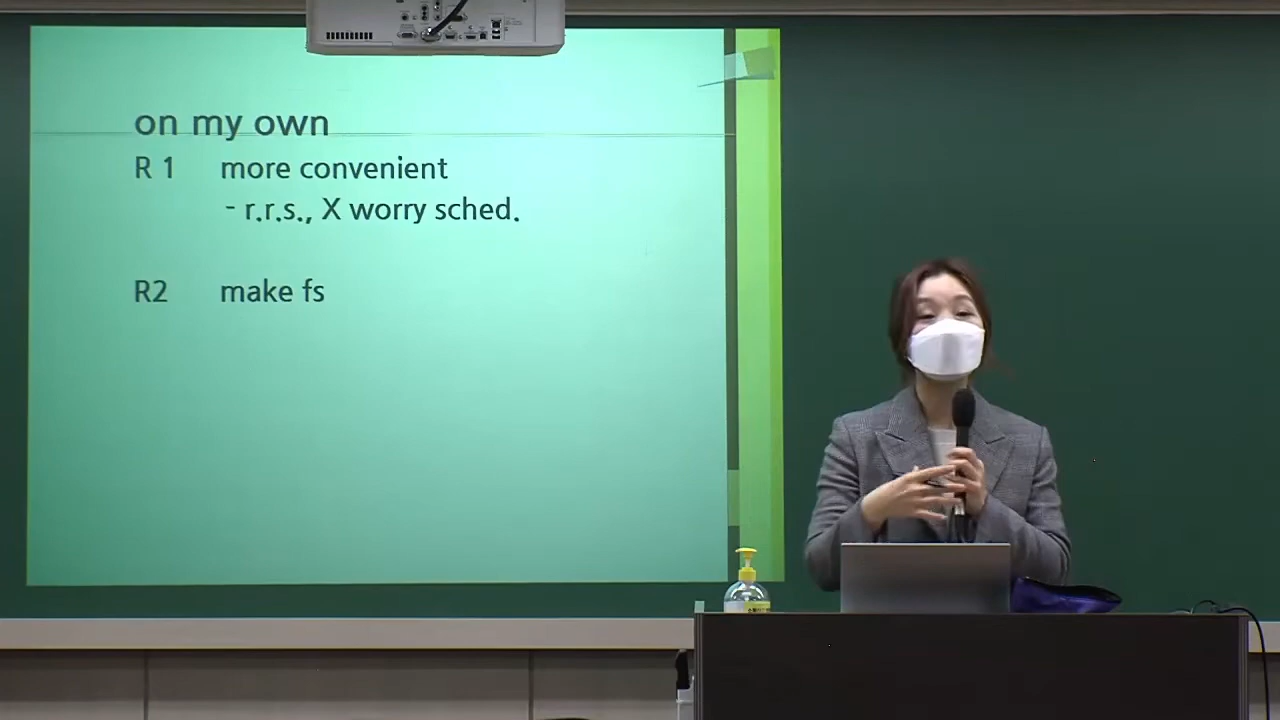 on my own
R 1 more convenient
- r.r.s., X worry sched.
R2 make fs